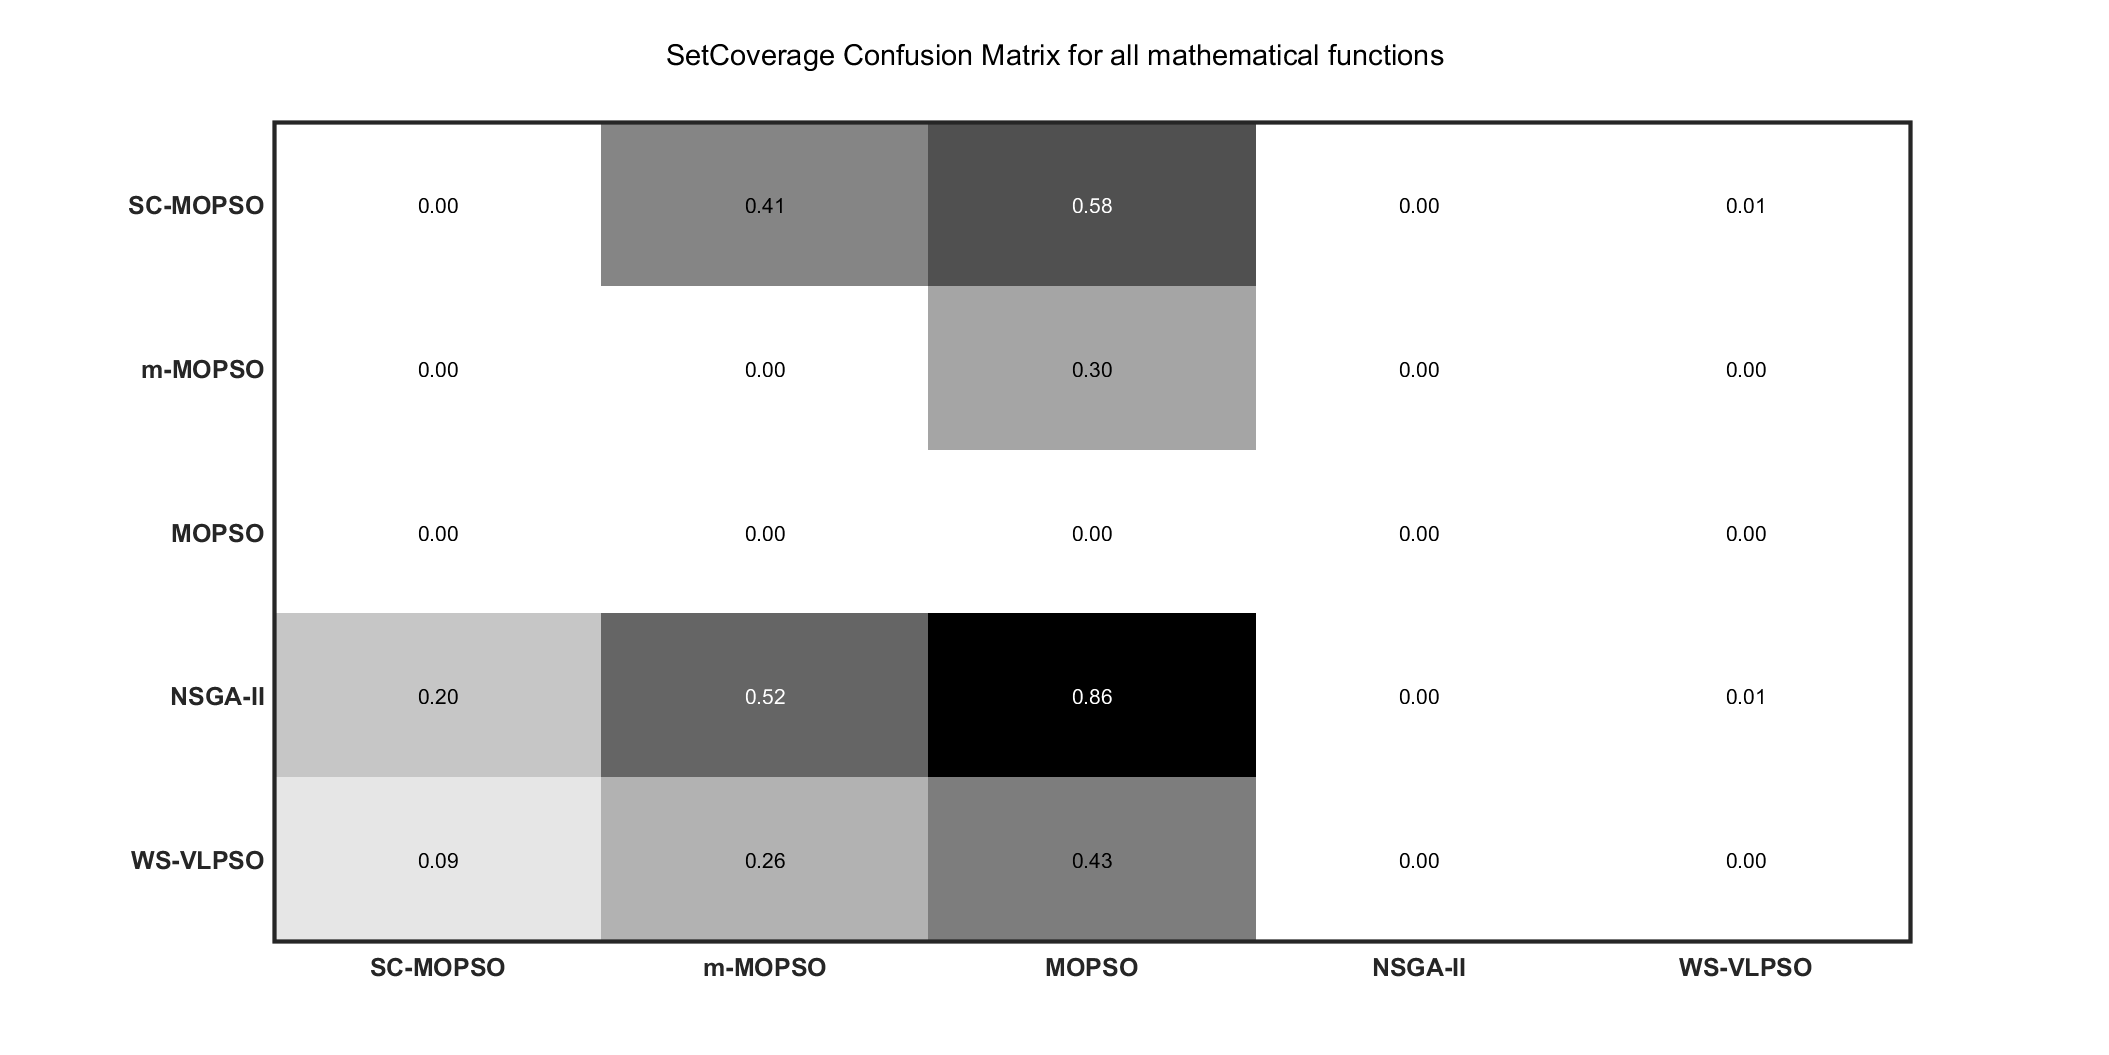 SetCoverage Confusion Matrix for all mathematical functions
SC-MOPSO 0.00 0.41 0.58 0.00 0.01
m-MOPSO 0.00 0.00 0.30 0.00 0.00
MOPSO 0.00 0.00 0.00 0.00 0.00
NSGA-II 0.20 0.52 0.86 0.00 0.01
WS-VLPSO 0.09 0.26 0.43 0.00 0.00
SC-MOPSO m-MOPSO MOPSO NSGA-II WS-VLPSO